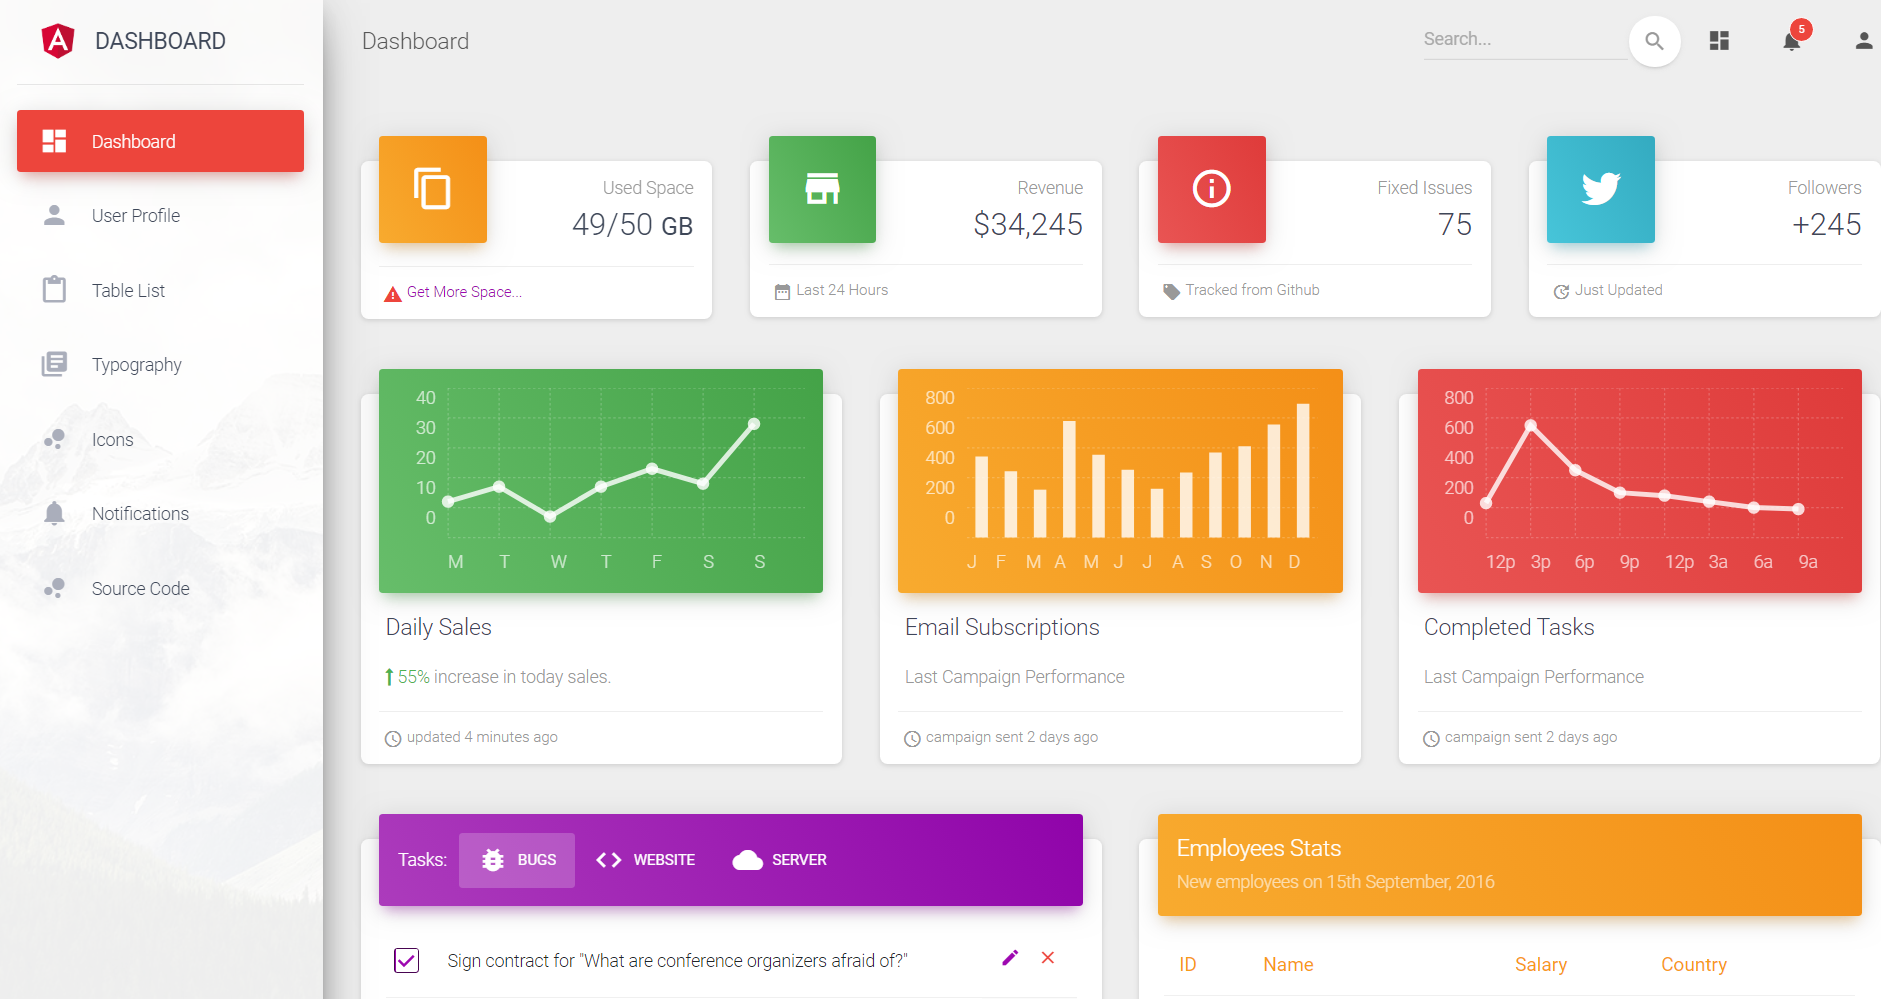 DASHBOARD
Dashboard
User Profile
Table List
Typography
Icons
Notifications
Source Code
Dashboard
Search...
5
Used Space
49/50 GB
Get More Space...
Revenue
$34,245
Last 24 Hours
Fixed Issues
75
Tracked from Github
Followers
+245
Just Updated
40
30
20
10
0
M T W T F S S
Daily Sales
55% increase in today sales.
updated 4 minutes ago
800
600
400
200
0
J F M A M J J A S O N D
Email Subscriptions
Last Campaign Performance
campaign sent 2 days ago
800
600
400
200
0
12p 3p 6p 9p 12p 3a 6a 9a
Completed Tasks
Last Campaign Performance
campaign sent 2 days ago
Tasks: BUGS WEBSITE SERVER
Sign contract for "What are conference organizers afraid of?"
Employees Stats
New employees on 15th September, 2016
ID Name Salary Country